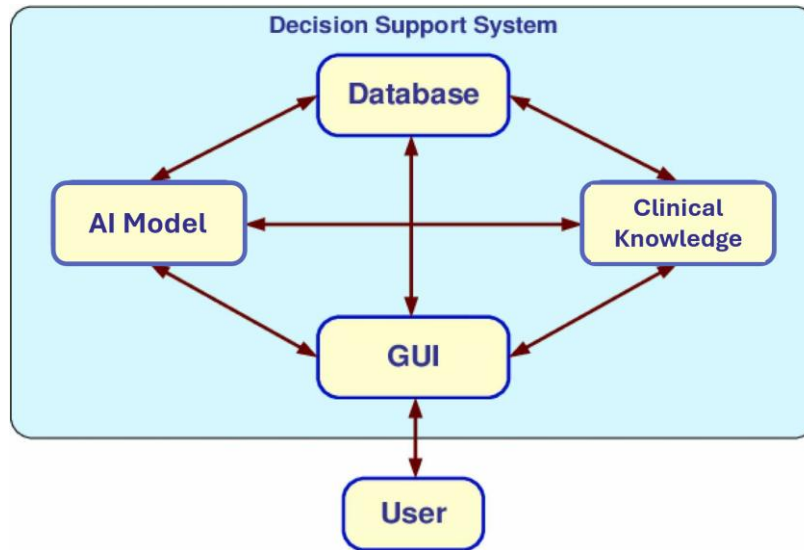 Decision Support System
Database
AI Model
Clinical
Knowledge
GUI
User